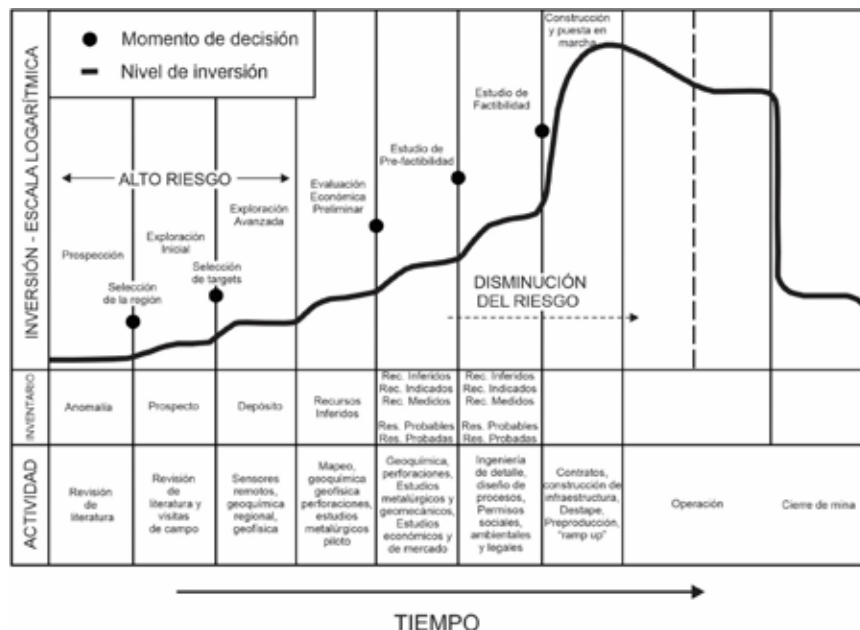 Momento de decisión
Nivel de inversión
INVERSIÓN - ESCALA LOGARÍTMICA
ALTO RIESGO
Prospección
Selección
de la región
Exploración
Inicial
Selección
de targets
Exploración
Avanzada
Evaluación
Económica
Preliminar
Estudio de
Pre-factibilidad
Estudio de
Factibilidad
Construcción
y puesta en
marcha
DISMINUCIÓN
DEL RIESGO
INVENTARIO
Anomalía
Prospecto
Depósito
Recursos
Inferidos
Rec. Inferidos
Rec. Indicados
Rec. Medidos
Res. Probables
Res. Probadas
Rec. Inferidos
Rec. Indicados
Rec. Medidos
Res. Probables
Res. Probadas
ACTIVIDAD
Revisión
de
literatura
Revisión
de
literatura y
visitas
de campo
Sensores
remotos,
geoquímica
regional,
geofísica
Mapeo,
geoquímica
geofísica
perforaciones,
estudios
metalúrgicos
piloto
Geoquímica,
perforaciones,
Estudios
metalúrgicos y
geomecánicos,
Estudios
económicos y
de mercado
Ingeniería
de detalle,
diseño de
procesos,
Permisos
sociales,
ambientales
y legales
Contratos,
construcción de
infraestructura,
Destape,
Preproducción,
"ramp up"
Operación
Cierre de mina
TIEMPO